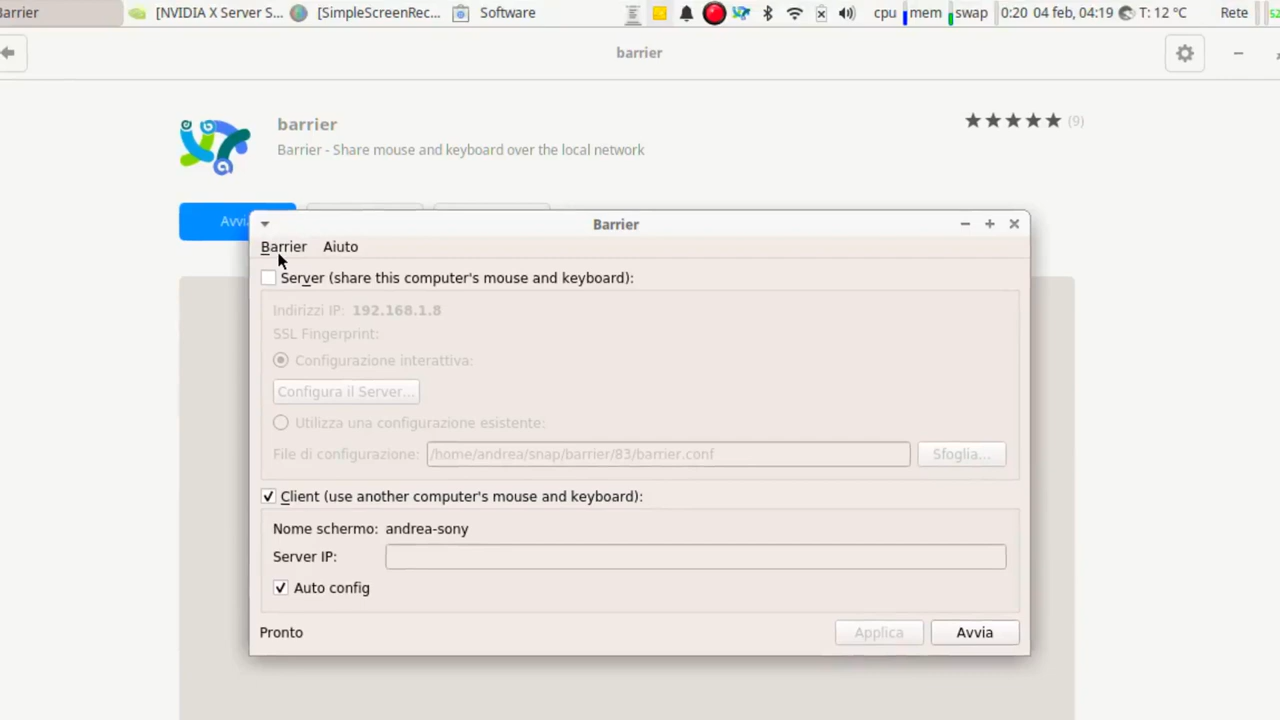 Barrier
[NVIDIA X Server S...
[SimpleScreenRec...
Software
cpu
mem
swap
0:20 04 feb, 04:19
T: 12 °C
Rete
barrier
barrier
★★★★★ (9)
Barrier - Share mouse and keyboard over the local network
Avvi
Barrier
Barrier Aiuto
Server (share this computer's mouse and keyboard):
Indirizzi IP: 192.168.1.8
SSL Fingerprint:
Configurazione interattiva:
Configura il Server...
Utilizza una configurazione esistente:
File di configurazione: /home/andrea/snap/barrier/83/barrier.conf Sfoglia...
Client (use another computer's mouse and keyboard):
Nome schermo: andrea-sony
Server IP:
Auto config
Pronto
Applica
Avvia